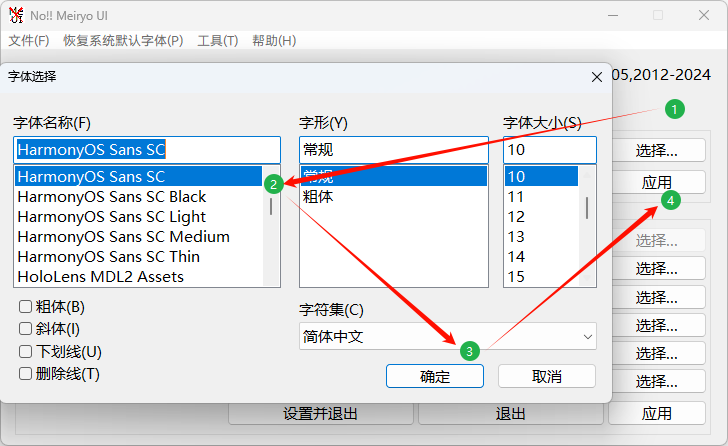 No!! Meiryo UI
文件(F) 恢复系统默认字体(P) 工具(T) 帮助(H)
05,2012-2024
字体选择
1
字体名称(F) 字形(Y) 字体大小(S)
HarmonyOS Sans SC 常规 10
选择...
HarmonyOS Sans SC 常规 10
2
应用
HarmonyOS Sans SC Black 粗体 11
4
HarmonyOS Sans SC Light 12
HarmonyOS Sans SC Medium 13
选择...
HarmonyOS Sans SC Thin 14
HoloLens MDL2 Assets 15
选择...
选择...
粗体(B) 字符集(C)
斜体(I) 简体中文
选择...
下划线(U) 3
选择...
删除线(T) 确定 取消
选择...
设置并退出 退出 应用